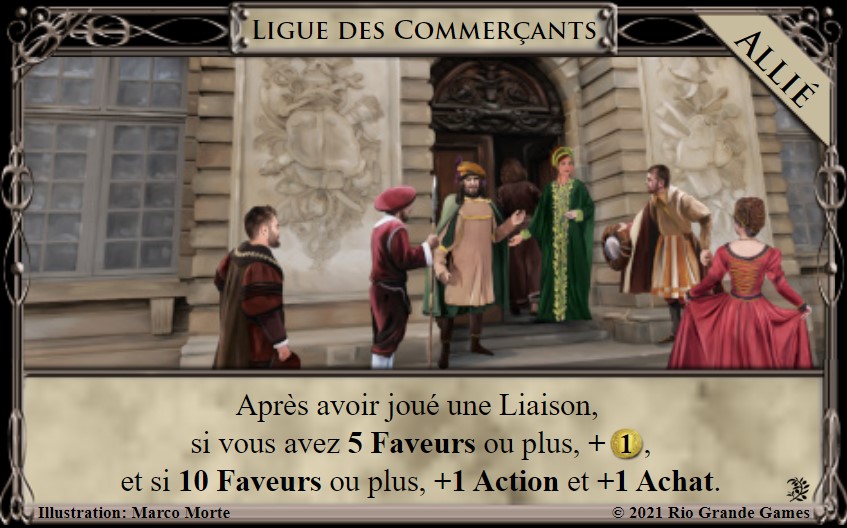 Ligue des Commerçants
Allié
Après avoir joué une Liaison,
si vous avez 5 Faveurs ou plus, + 1,
et si 10 Faveurs ou plus, +1 Action et +1 Achat.
Illustration: Marco Morte
© 2021 Rio Grande Games